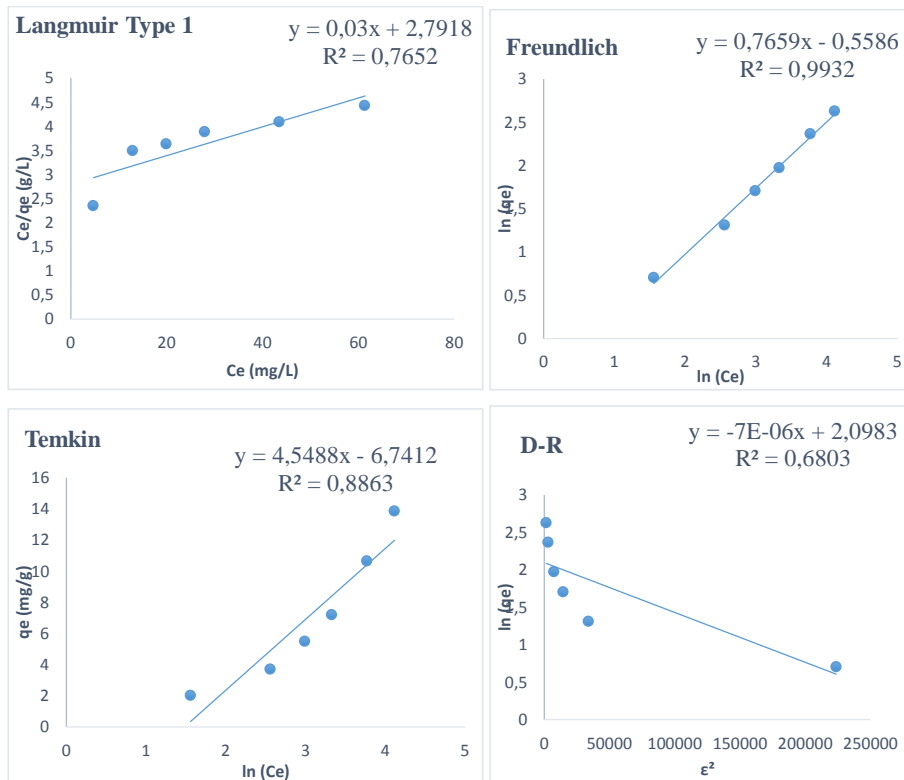 Langmuir Type 1
y = 0,03x + 2,7918
R² = 0,7652
5
4,5
4
3,5
3
2,5
2
1,5
1
0,5
0
Ce/qe (g/L)
0 20 40 60 80
Ce (mg/L)
Freundlich
y = 0,7659x - 0,5586
R² = 0,9932
3
2,5
2
1,5
1
0,5
0
ln (qe)
0 1 2 3 4 5
ln (Ce)
Temkin
y = 4,5488x - 6,7412
R² = 0,8863
16
14
12
10
8
6
4
2
0
qe (mg/g)
0 1 2 3 4 5
ln (Ce)
D-R
y = -7E-06x + 2,0983
R² = 0,6803
3
2,5
2
1,5
1
0,5
0
ln (qe)
0 50000 100000 150000 200000 250000
ε²